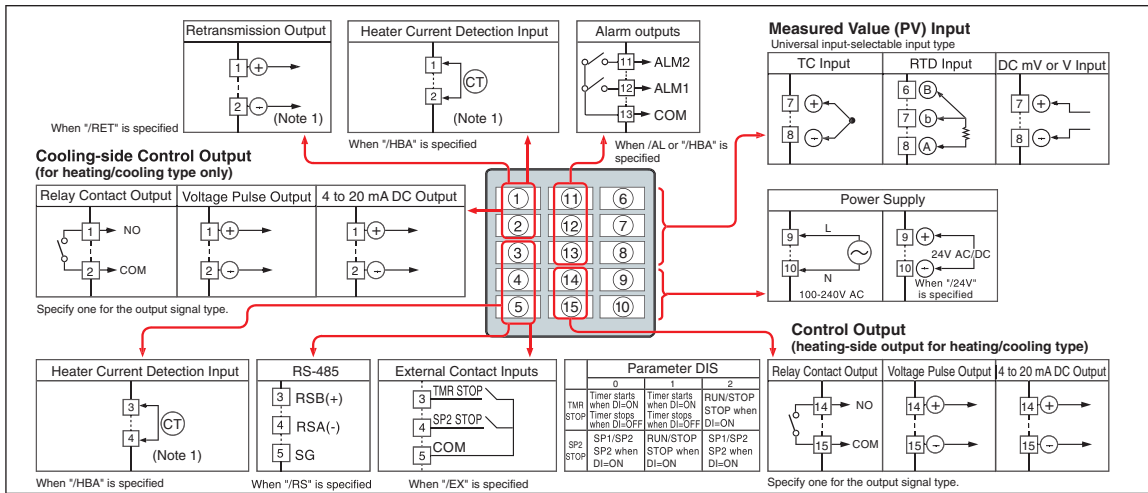 Retransmission Output
1 +
2 −
(Note 1)
When "/RET" is specified
Heater Current Detection Input
1
CT
2
(Note 1)
When "/HBA" is specified
Alarm outputs
11 ALM2
12 ALM1
13 COM
When /AL or "/HBA" is
specified
Measured Value (PV) Input
Universal input-selectable input type
TC Input
7 +
8 −
RTD Input
6 B
7 b
8 A
DC mV or V Input
7 +
8 −
Cooling-side Control Output
(for heating/cooling type only)
Relay Contact Output
1 NO
2 COM
Voltage Pulse Output
1 +
2 −
4 to 20 mA DC Output
1 +
2 −
Specify one for the output signal type.
1 11 6
2 12 7
3 13 8
4 14 9
5 15 10
Power Supply
9 L
10 N
100-240V AC
9 +
24V AC/DC
10 −
When "/24V"
is specified
Heater Current Detection Input
3
CT
4
(Note 1)
When "/HBA" is specified
RS-485
3 RSB(+)
4 RSA(-)
5 SG
When "/RS" is specified
External Contact Inputs
3 TMR STOP
4 SP2 STOP
5 COM
When "/EX" is specified
Parameter DIS
0 1 2
TMR STOP
Timer starts when DI=ON Timer stops when DI=OFF
Timer starts when DI=ON Timer stops when DI=OFF
RUN/STOP STOP when DI=ON
SP2 STOP
SP1/SP2 SP2 when DI=ON
RUN/STOP STOP when DI=ON
SP1/SP2 SP2 when DI=ON
Control Output
(heating-side output for heating/cooling type)
Relay Contact Output
14 NO
15 COM
Voltage Pulse Output
14 +
15 −
4 to 20 mA DC Output
14 +
15 −
Specify one for the output signal type.